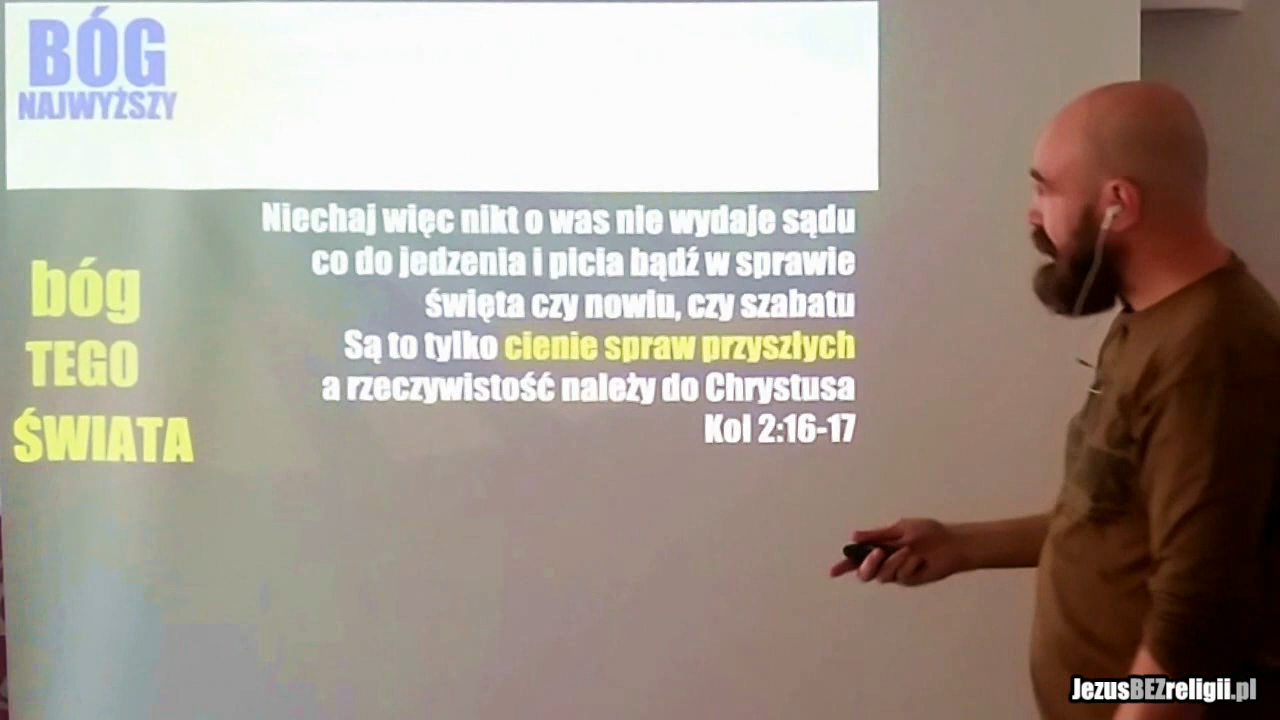 BÓG
NAJWYŻSZY
Niechaj więc nikt o was nie wydaje sądu
co do jedzenia i picia bądź w sprawie
święta czy nowiu, czy szabatu
Są to tylko cienie spraw przyszłych
a rzeczywistość należy do Chrystusa
Kol 2:16-17
bóg
TEGO
ŚWIATA
JezusBEZreligii.pl